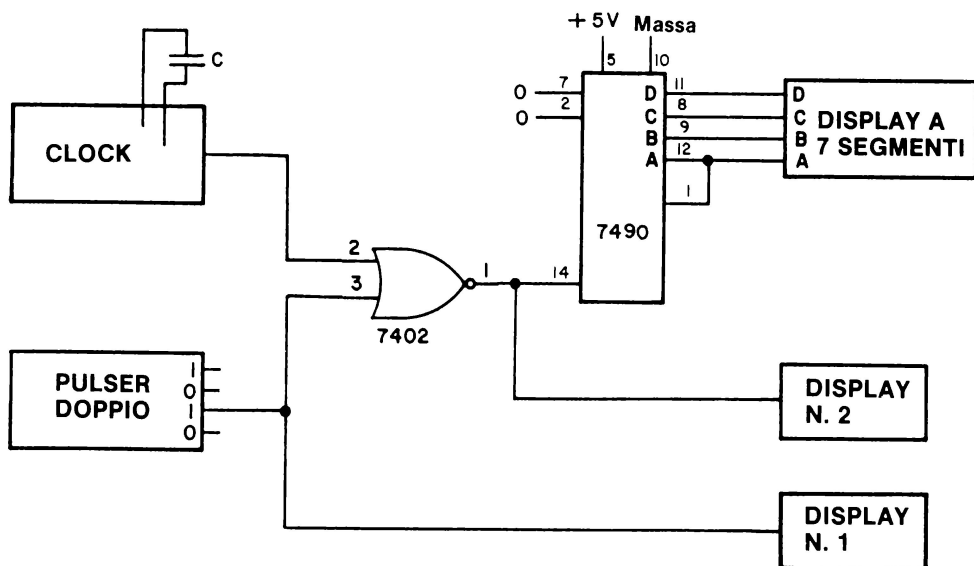 +5V Massa
C
5 10
CLOCK
0 7 D 11 D
0 2 C 8 C
B 9 B
A 12 A
DISPLAY A
7 SEGMENTI
1
7490
2
3
1
14
7402
PULSER
DOPPIO
1
0
1
0
DISPLAY
N. 2
DISPLAY
N. 1